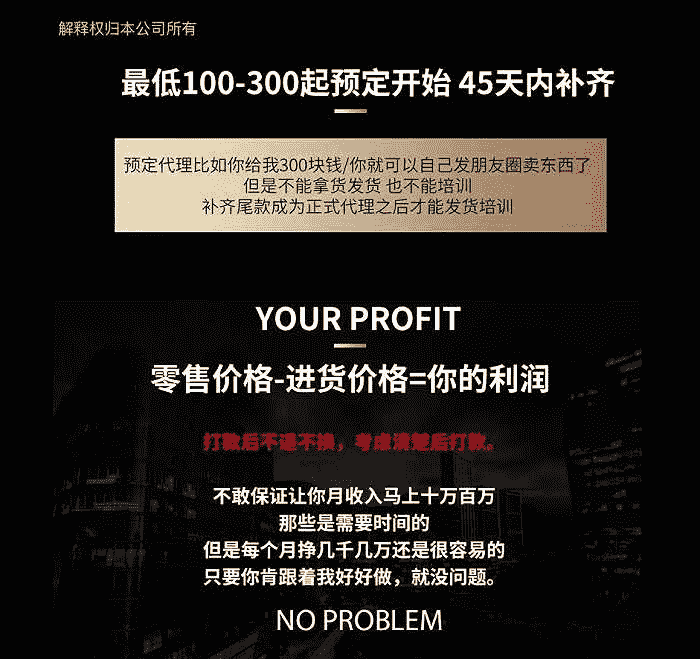 解释权归本公司所有
最低100-300起预定开始 45天内补齐
预定代理比如你给我300块钱/你就可以自己发朋友圈卖东西了
但是不能拿货发货 也不能培训
补齐尾款成为正式代理之后才能发货培训
YOUR PROFIT
零售价格-进货价格=你的利润
打款后不退不换，考虑清楚后打款。
不敢保证让你月收入马上十万百万
那些是需要时间的
但是每个月挣几千几万还是很容易的
只要你肯跟着我好好做，就没问题。
NO PROBLEM